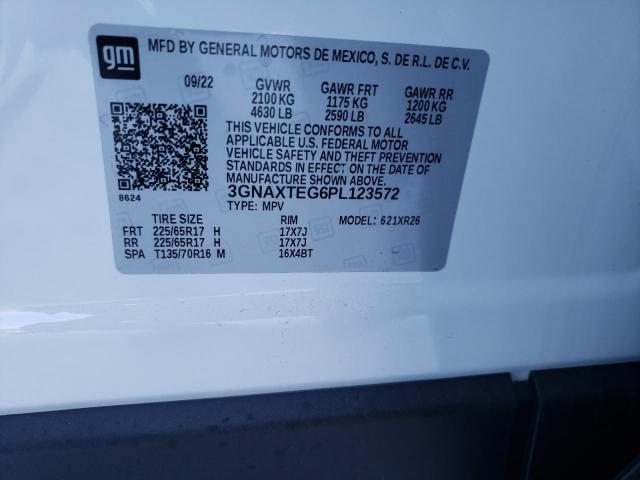 gm
MFD BY GENERAL MOTORS DE MEXICO, S. DE R.L. DE C.V.
09/22 GVWR GAWR FRT GAWR RR
2100 KG 1175 KG 1200 KG
4630 LB 2590 LB 2645 LB
THIS VEHICLE CONFORMS TO ALL
APPLICABLE U.S. FEDERAL MOTOR
VEHICLE SAFETY AND THEFT PREVENTION
STANDARDS IN EFFECT ON THE DATE OF
MANUFACTURE SHOWN ABOVE.
8624 3GNAXTEG6PL123572
TYPE: MPV MODEL: 621XR26
TIRE SIZE RIM
FRT 225/65R17 H 17X7J
RR 225/65R17 H 17X7J
SPA T135/70R16 M 16X4BT